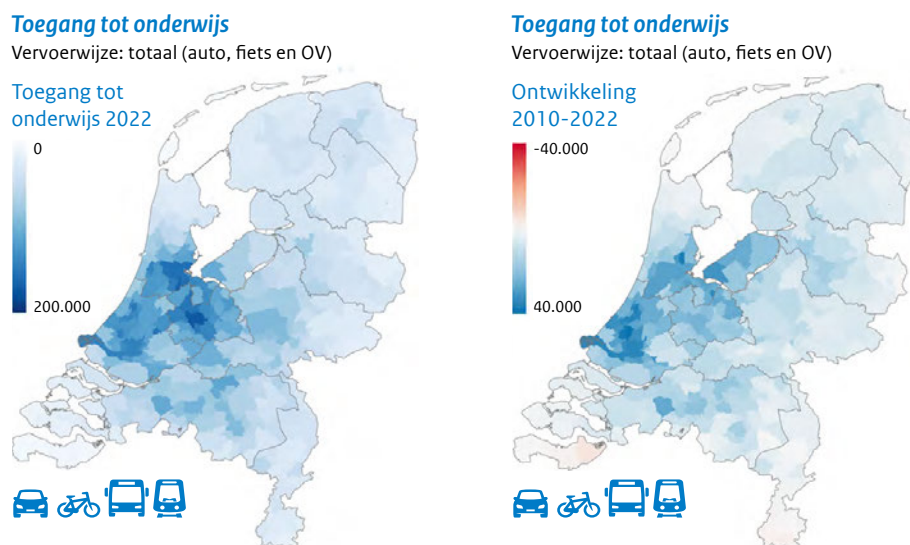 Toegang tot onderwijs
Vervoerwijze: totaal (auto, fiets en OV)
Toegang tot
onderwijs 2022
0
200.000
Toegang tot onderwijs
Vervoerwijze: totaal (auto, fiets en OV)
Ontwikkeling
2010-2022
-40.000
40.000